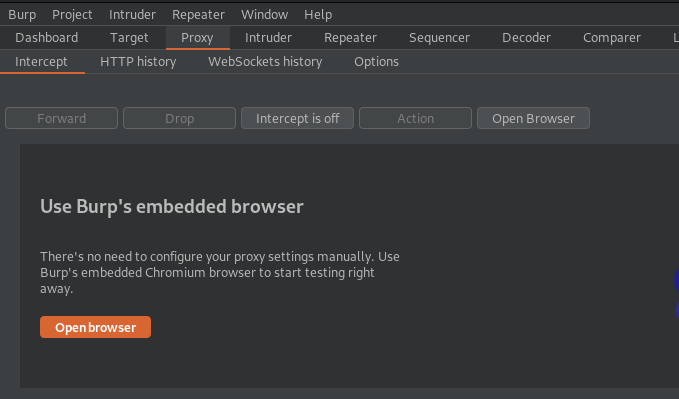 Burp Project Intruder Repeater Window Help
Dashboard Target Proxy Intruder Repeater Sequencer Decoder Comparer L
Intercept HTTP history WebSockets history Options
Forward Drop Intercept is off Action Open Browser
Use Burp's embedded browser
There's no need to configure your proxy settings manually. Use
Burp's embedded Chromium browser to start testing right
away.
Open browser